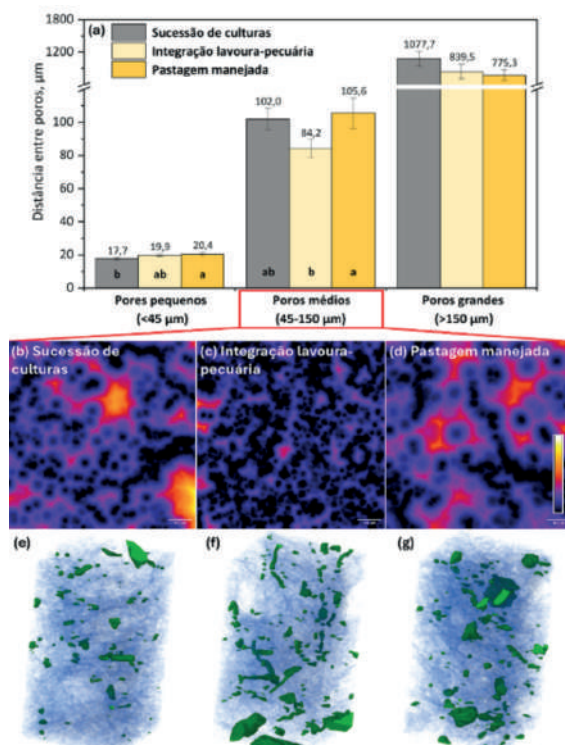 (a)
Sucessão de culturas
Integração lavoura-pecuária
Pastagem manejada
Distância entre poros, µm
1800
1200
600
100
80
60
40
20
0
1077,7
839,5
775,3
102,0
84,2
105,6
17,7
19,9
20,4
b
ab
a
ab
b
a
Pores pequenos
(<45 µm)
Poros médios
(45-150 µm)
Poros grandes
(>150 µm)
(b) Sucessão de
culturas
(c) Integração lavoura-
pecuária
(d) Pastagem manejada
(e)
(f)
(g)